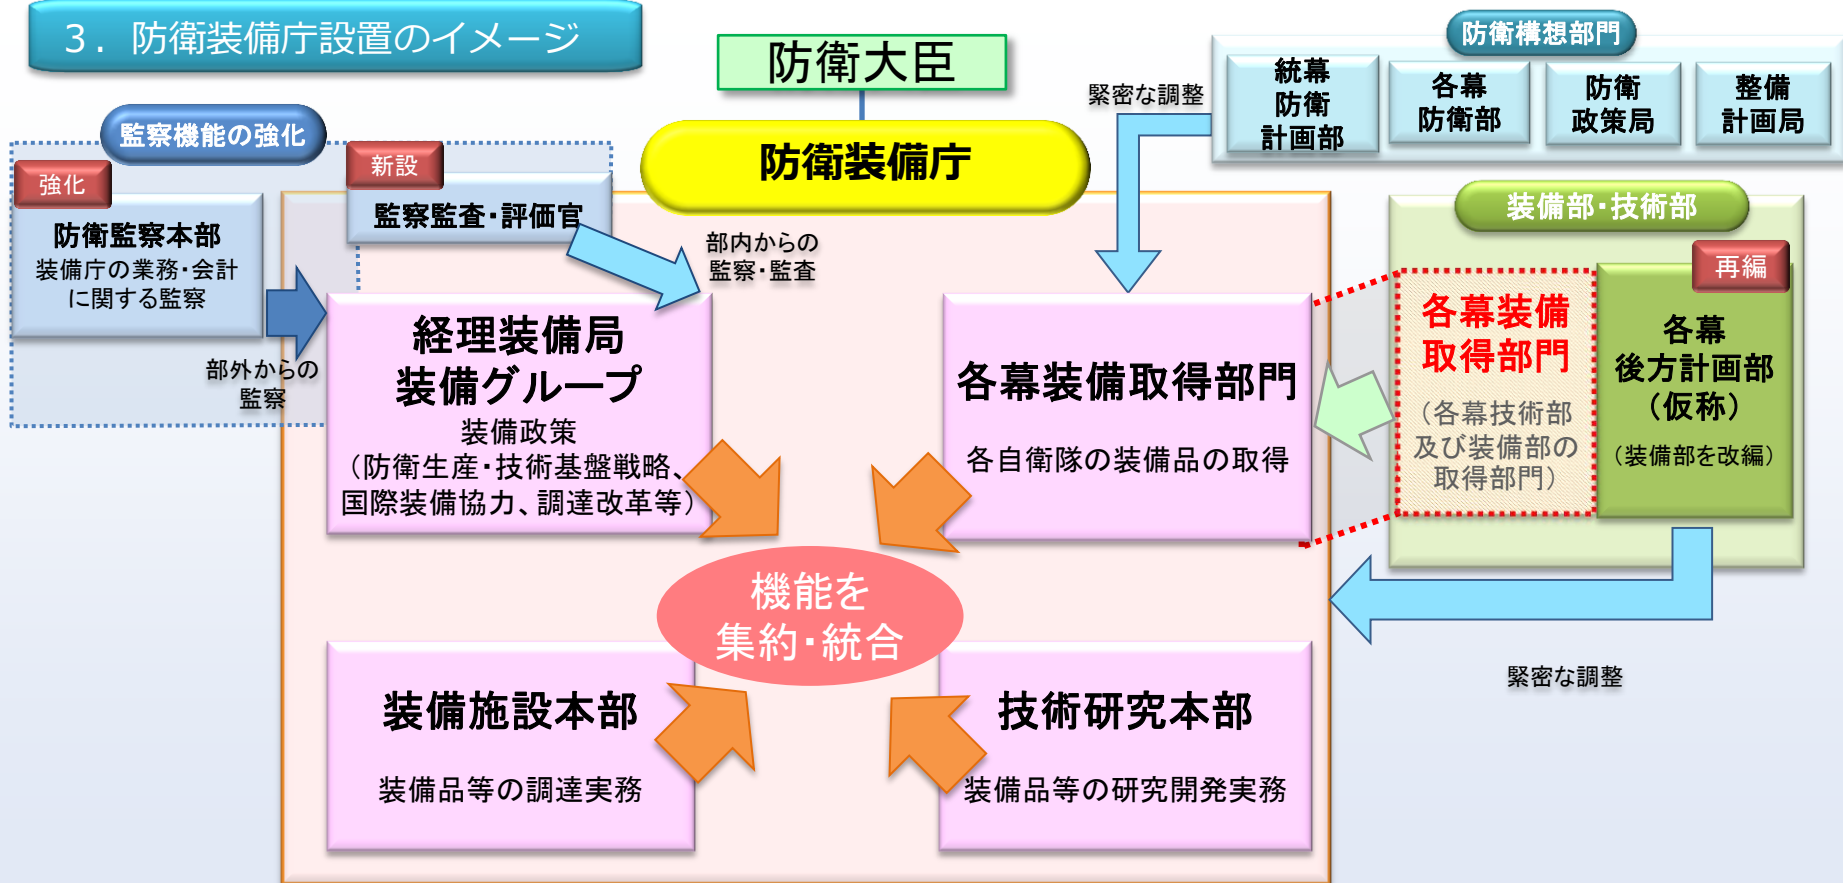 ３．防衛装備庁設置のイメージ
防衛大臣
防衛装備庁
防衛構想部門
統幕
防衛
計画部
各幕
防衛部
防衛
政策局
整備
計画局
緊密な調整
監察機能の強化
強化
防衛監察本部
装備庁の業務・会計
に関する監察
新設
監察監査・評価官
部内からの
監察・監査
部外からの
監察
経理装備局
装備グループ
装備政策
（防衛生産・技術基盤戦略、
国際装備協力、調達改革等）
各幕装備取得部門
各自衛隊の装備品の取得
装備部・技術部
各幕装備
取得部門
（各幕技術部
及び装備部の
取得部門）
再編
各幕
後方計画部
（仮称）
（装備部を改編）
機能を
集約・統合
装備施設本部
装備品等の調達実務
技術研究本部
装備品等の研究開発実務
緊密な調整